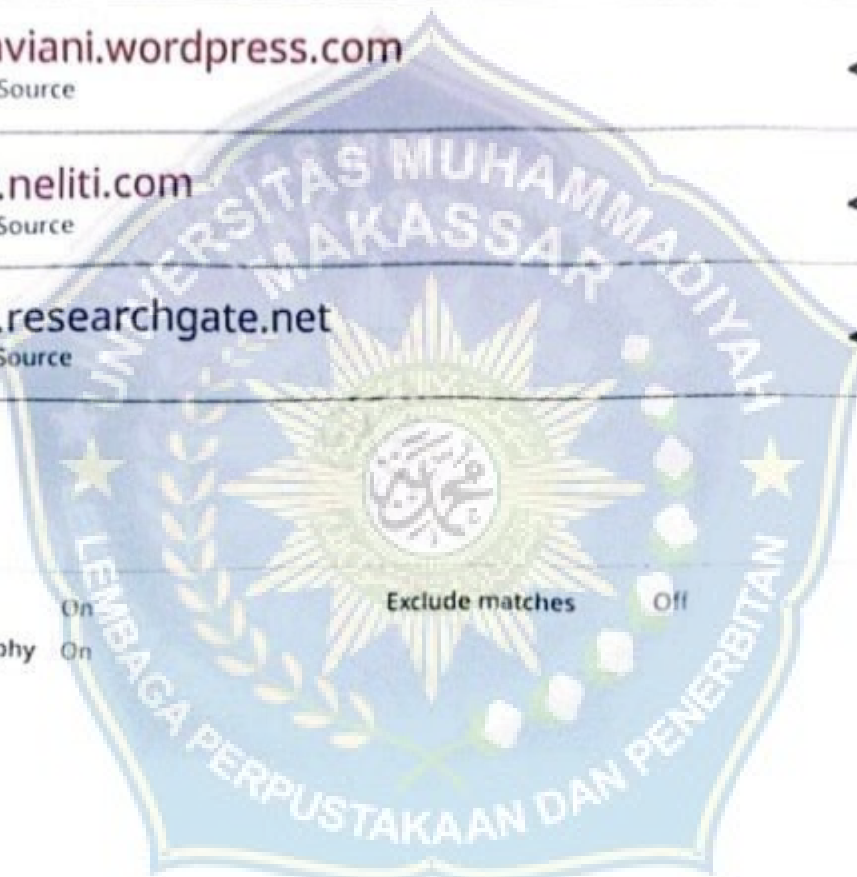 viani.wordpress.com
Source
.neliti.com
Source
.researchgate.net
Source
UNIVERSITAS MUHAMMADIYAH
MAKASSAR
محمد
On
Exclude matches
Off
phy
On
LEMBAGA PERPUSTAKAAN DAN PENERBITAN